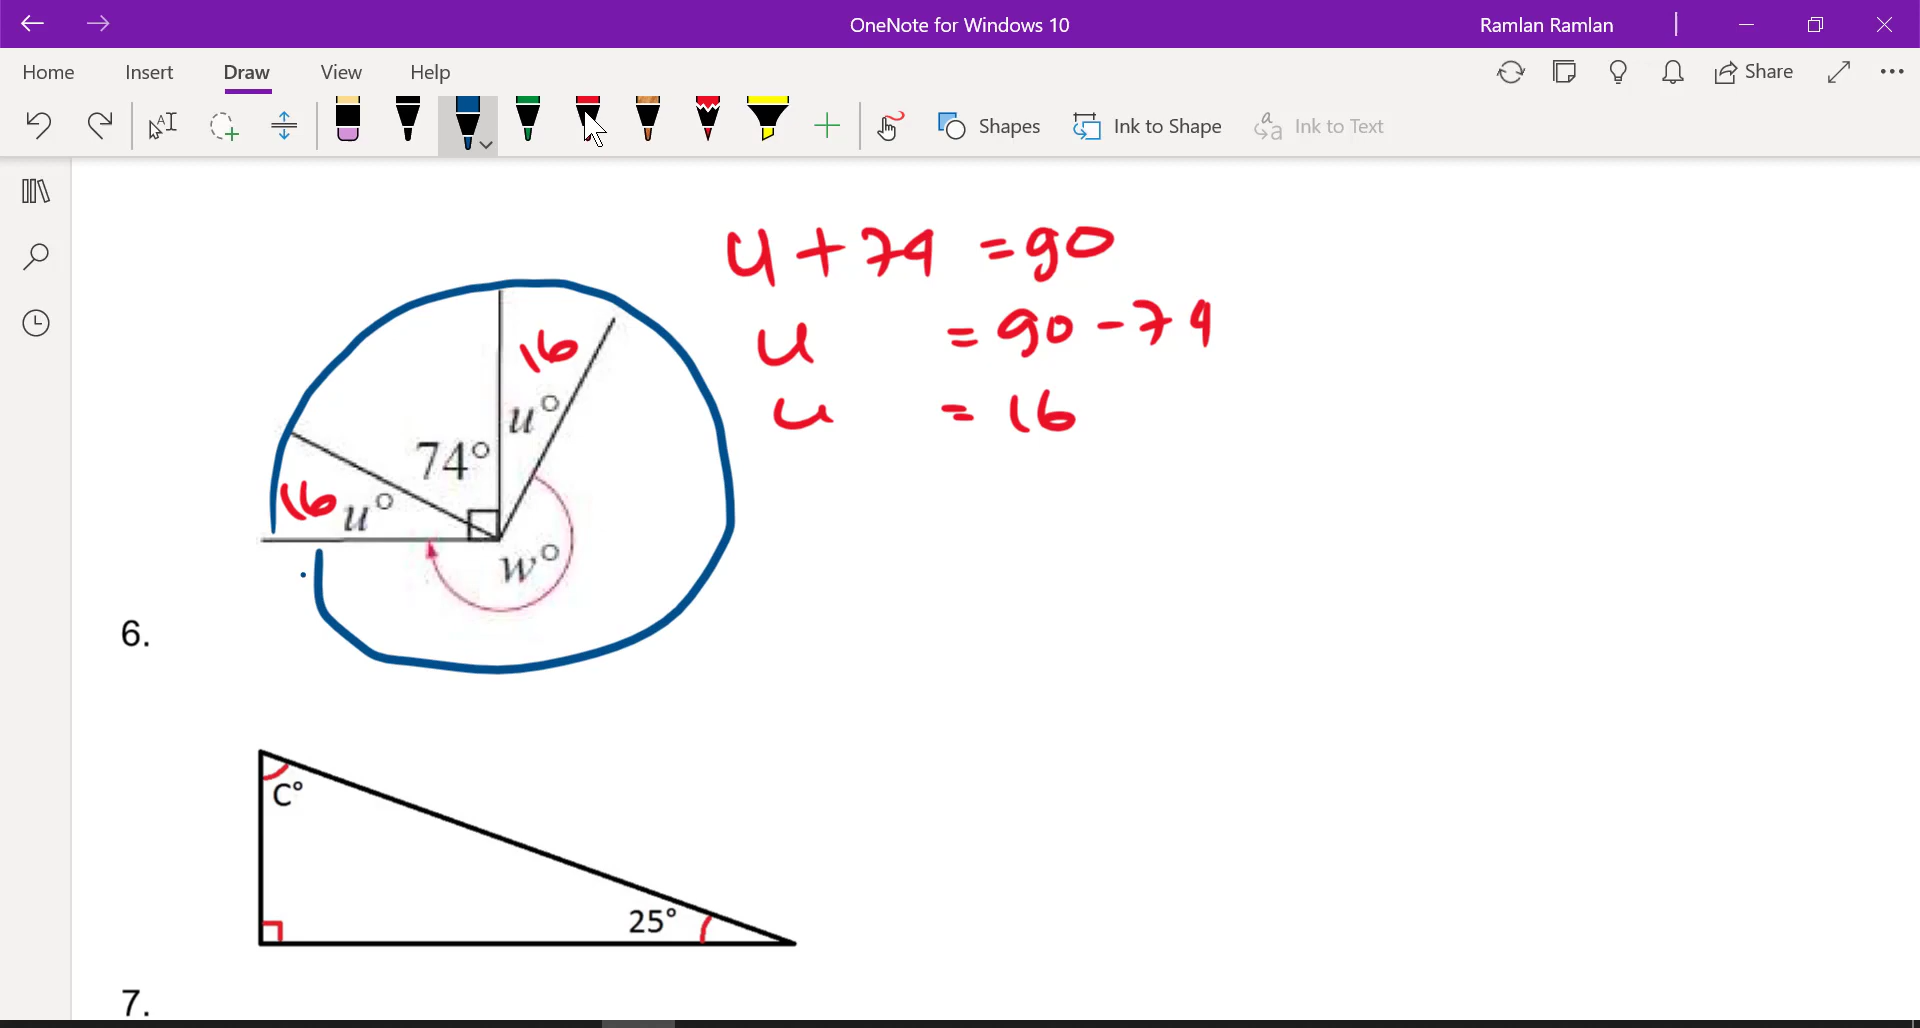 OneNote for Windows 10
Ramlan Ramlan
Home Insert Draw View Help
Share
Shapes Ink to Shape Ink to Text
u + 74 = 90
u = 90 - 74
u = 16
16
u°
74°
16 u°
w°
6.
C°
25°
7.